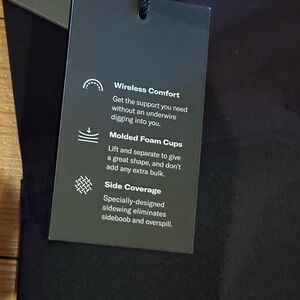 Wireless Comfort
Get the support you need
without an underwire
digging into you.
Molded Foam Cups
Lift and separate to give
a great shape, and don't
add any extra bulk.
Side Coverage
Specially-designed
sidewing eliminates
sideboob and overspill.